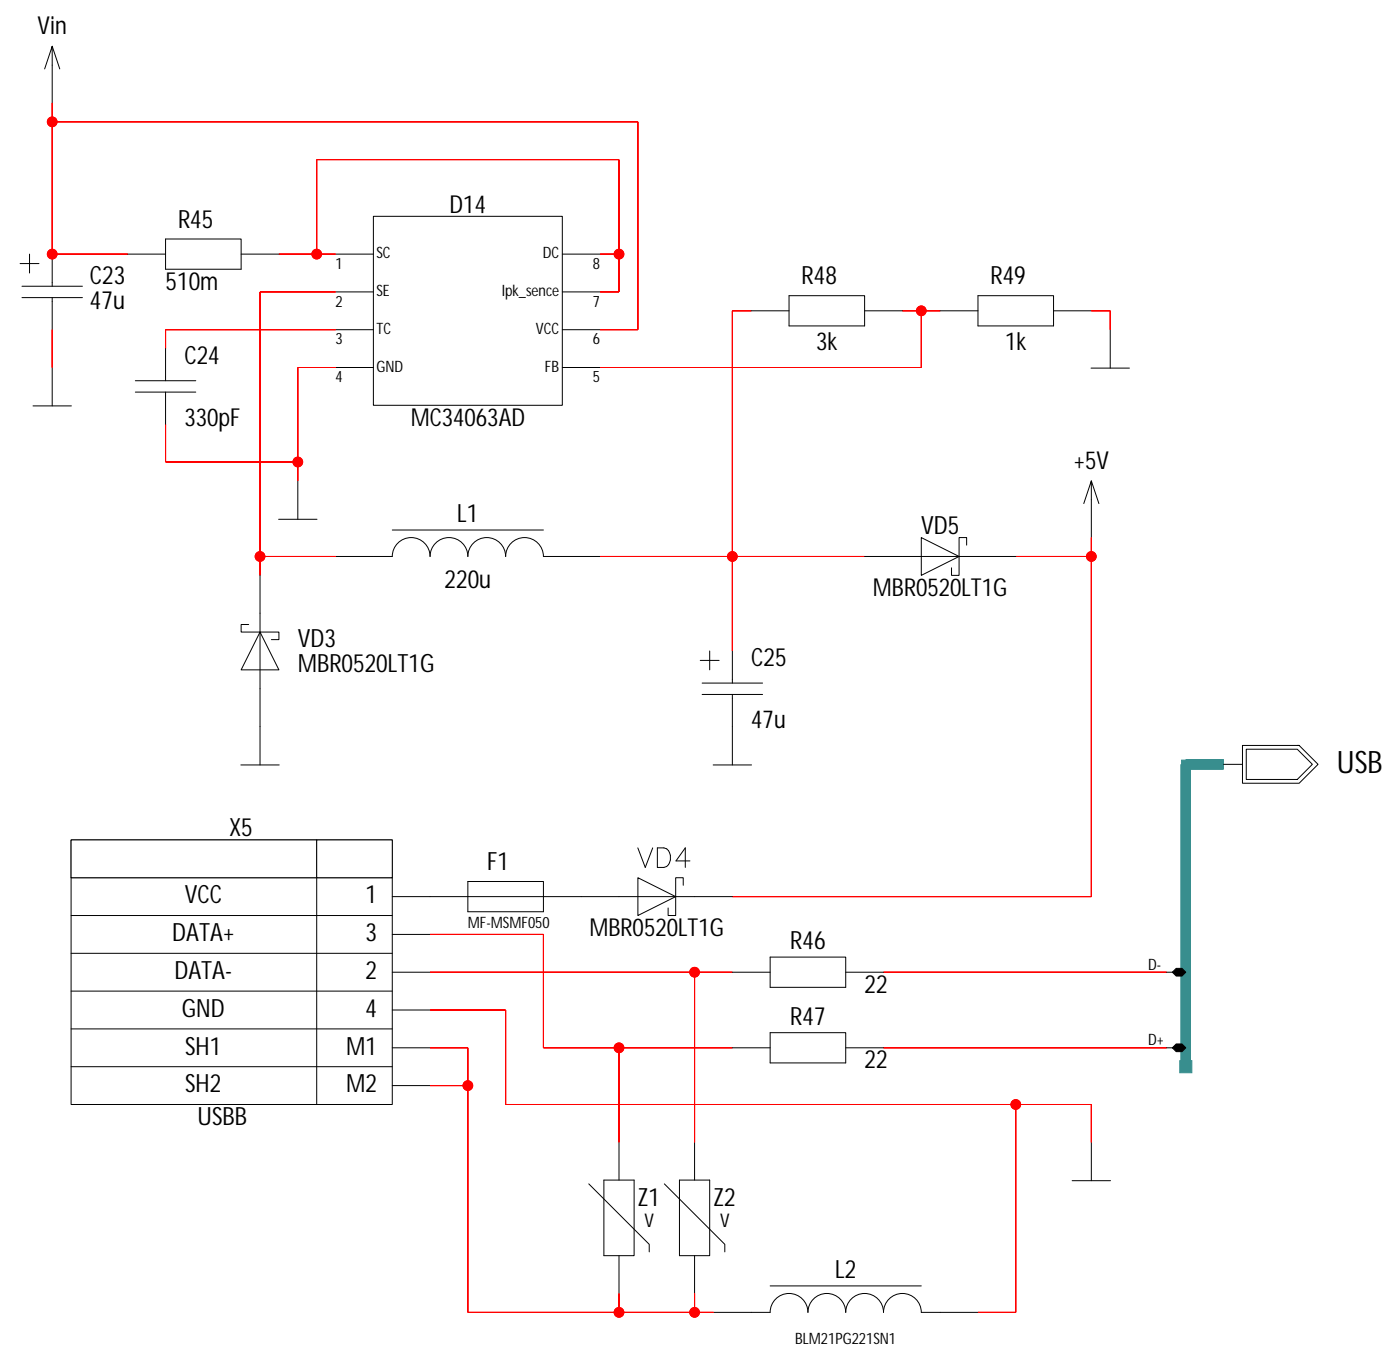 Vin
D14
R45
510m
+
C23
47u
SC
1
SE
2
TC
3
GND
4
DC
8
Ipk_sence
7
VCC
6
FB
5
MC34063AD
C24
330pF
R48
3k
R49
1k
+5V
L1
220u
VD5
MBR0520LT1G
VD3
MBR0520LT1G
+
C25
47u
USB
X5
VCC 1
DATA+ 3
DATA- 2
GND 4
SH1 M1
SH2 M2
USBB
F1
MF-MSMF050
VD4
MBR0520LT1G
R46
22
D-
R47
22
D+
Z1
V
Z2
V
L2
BLM21PG221SN1